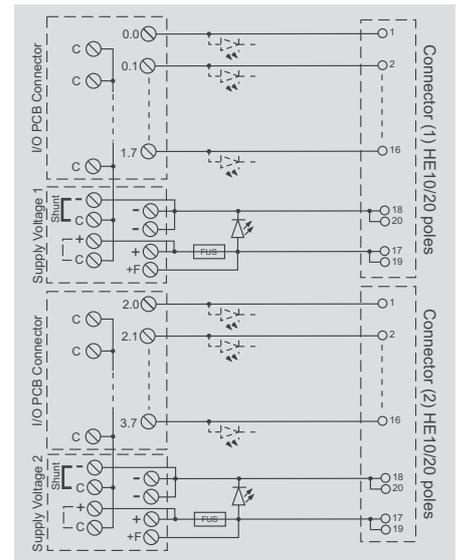 I/O PCB Connector
C
C
C
0.0
0.1
1.7
1
2
16
Connector (1) HE10/20 poles
Supply Voltage 1
Shunt
-
C
+
C
-
-
+
+F
FUS
18
20
17
19
I/O PCB Connector
C
C
C
2.0
2.1
3.7
1
2
16
Connector (2) HE10/20 poles
Supply Voltage 2
Shunt
-
C
+
C
-
-
+
+F
FUS
18
20
17
19